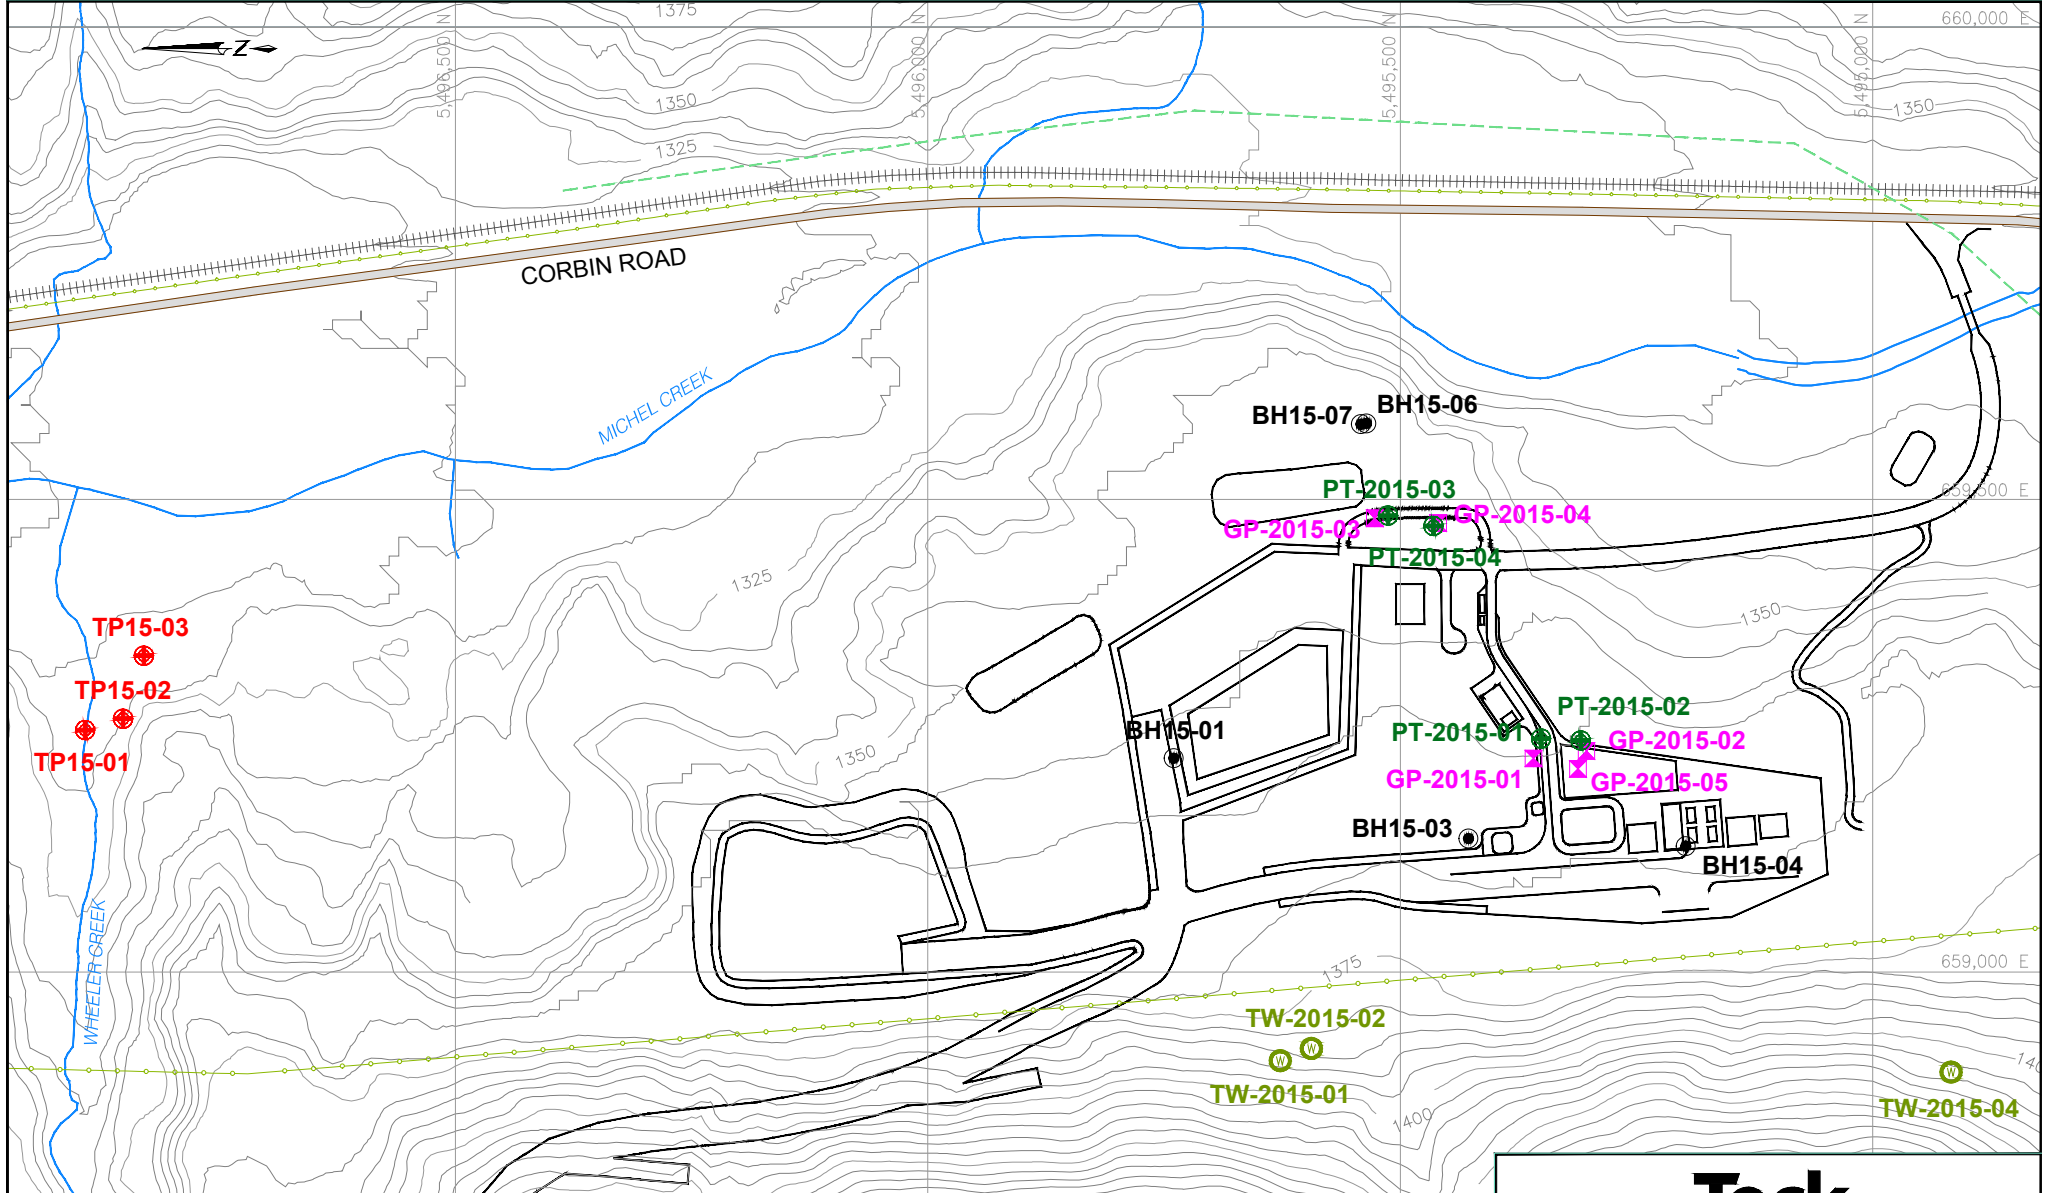 1375
660,000 E
5,496,500 N
5,496,000 N
5,495,500 N
5,495,000 N
Z
1350
1350
1325
CORBIN ROAD
MICHEL CREEK
BH15-07
BH15-06
PT-2015-03
659,500 E
GP-2015-03
GP-2015-04
PT-2015-04
1325
1350
TP15-03
TP15-02
TP15-01
BH15-01
1350
PT-2015-01
PT-2015-02
GP-2015-02
GP-2015-01
GP-2015-05
BH15-03
BH15-04
WHEELER CREEK
1375
659,000 E
TW-2015-02
W
W
TW-2015-01
W
TW-2015-04
1400
Teck